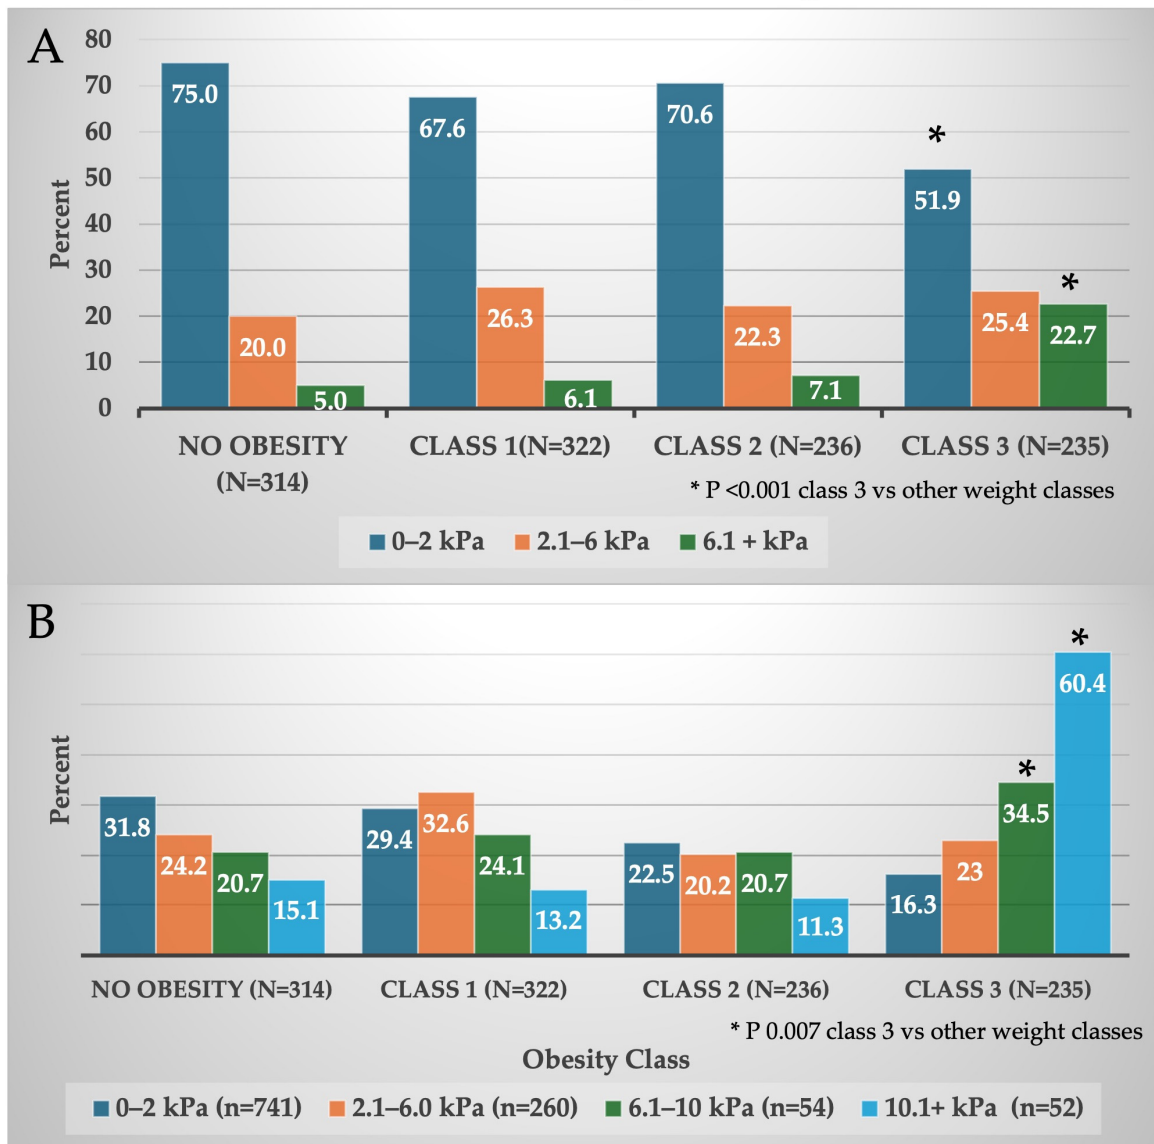 A
80
70
60
50
40
30
20
10
0
Percent
75.0
20.0
5.0
67.6
26.3
6.1
70.6
22.3
7.1
*
51.9
25.4
*
22.7
NO OBESITY
(N=314)
CLASS 1(N=322)
CLASS 2 (N=236)
CLASS 3 (N=235)
* P <0.001 class 3 vs other weight classes
0–2 kPa 2.1–6 kPa 6.1 + kPa
B
Percent
31.8
24.2
20.7
15.1
29.4
32.6
24.1
13.2
22.5
20.2
20.7
11.3
16.3
23
*
34.5
*
60.4
NO OBESITY (N=314)
CLASS 1 (N=322)
CLASS 2 (N=236)
CLASS 3 (N=235)
* P 0.007 class 3 vs other weight classes
Obesity Class
0–2 kPa (n=741) 2.1–6.0 kPa (n=260) 6.1–10 kPa (n=54) 10.1+ kPa (n=52)